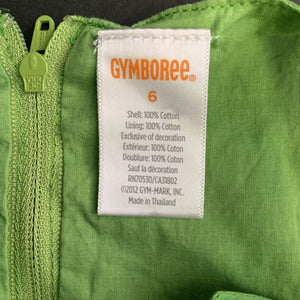 GYMBOREE®
6
Shell: 100% Cotton
Lining: 100% Cotton
Exclusive of decoration
Extérieur: 100% Coton
Doublure: 100% Coton
Sauf la décoration
RN70530/CA31802
©2012 GYM-MARK, INC.
Made in Thailand